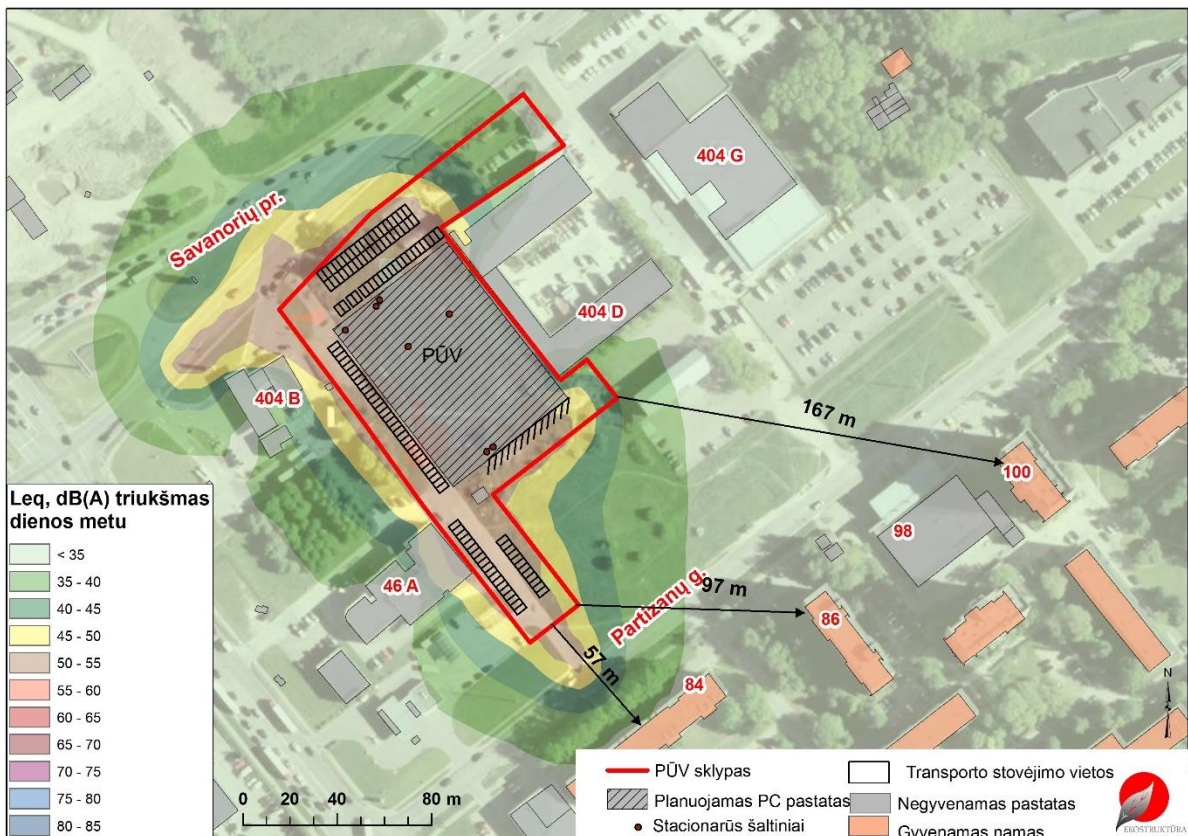 Savanorių pr.
404 G
404 D
PŪV
404 B
167 m
100
98
46 A
Partizanų g.
97 m
86
57 m
84
N
Leq, dB(A) triukšmas
dienos metu
< 35
35 - 40
40 - 45
45 - 50
50 - 55
55 - 60
60 - 65
65 - 70
70 - 75
75 - 80
80 - 85
0 20 40 80 m
PŪV sklypas
Planuojamas PC pastatas
Stacionarūs šaltiniai
Transporto stovėjimo vietos
Negyvenamas pastatas
Gyvenamas namas
EKOSTRUKTŪRA